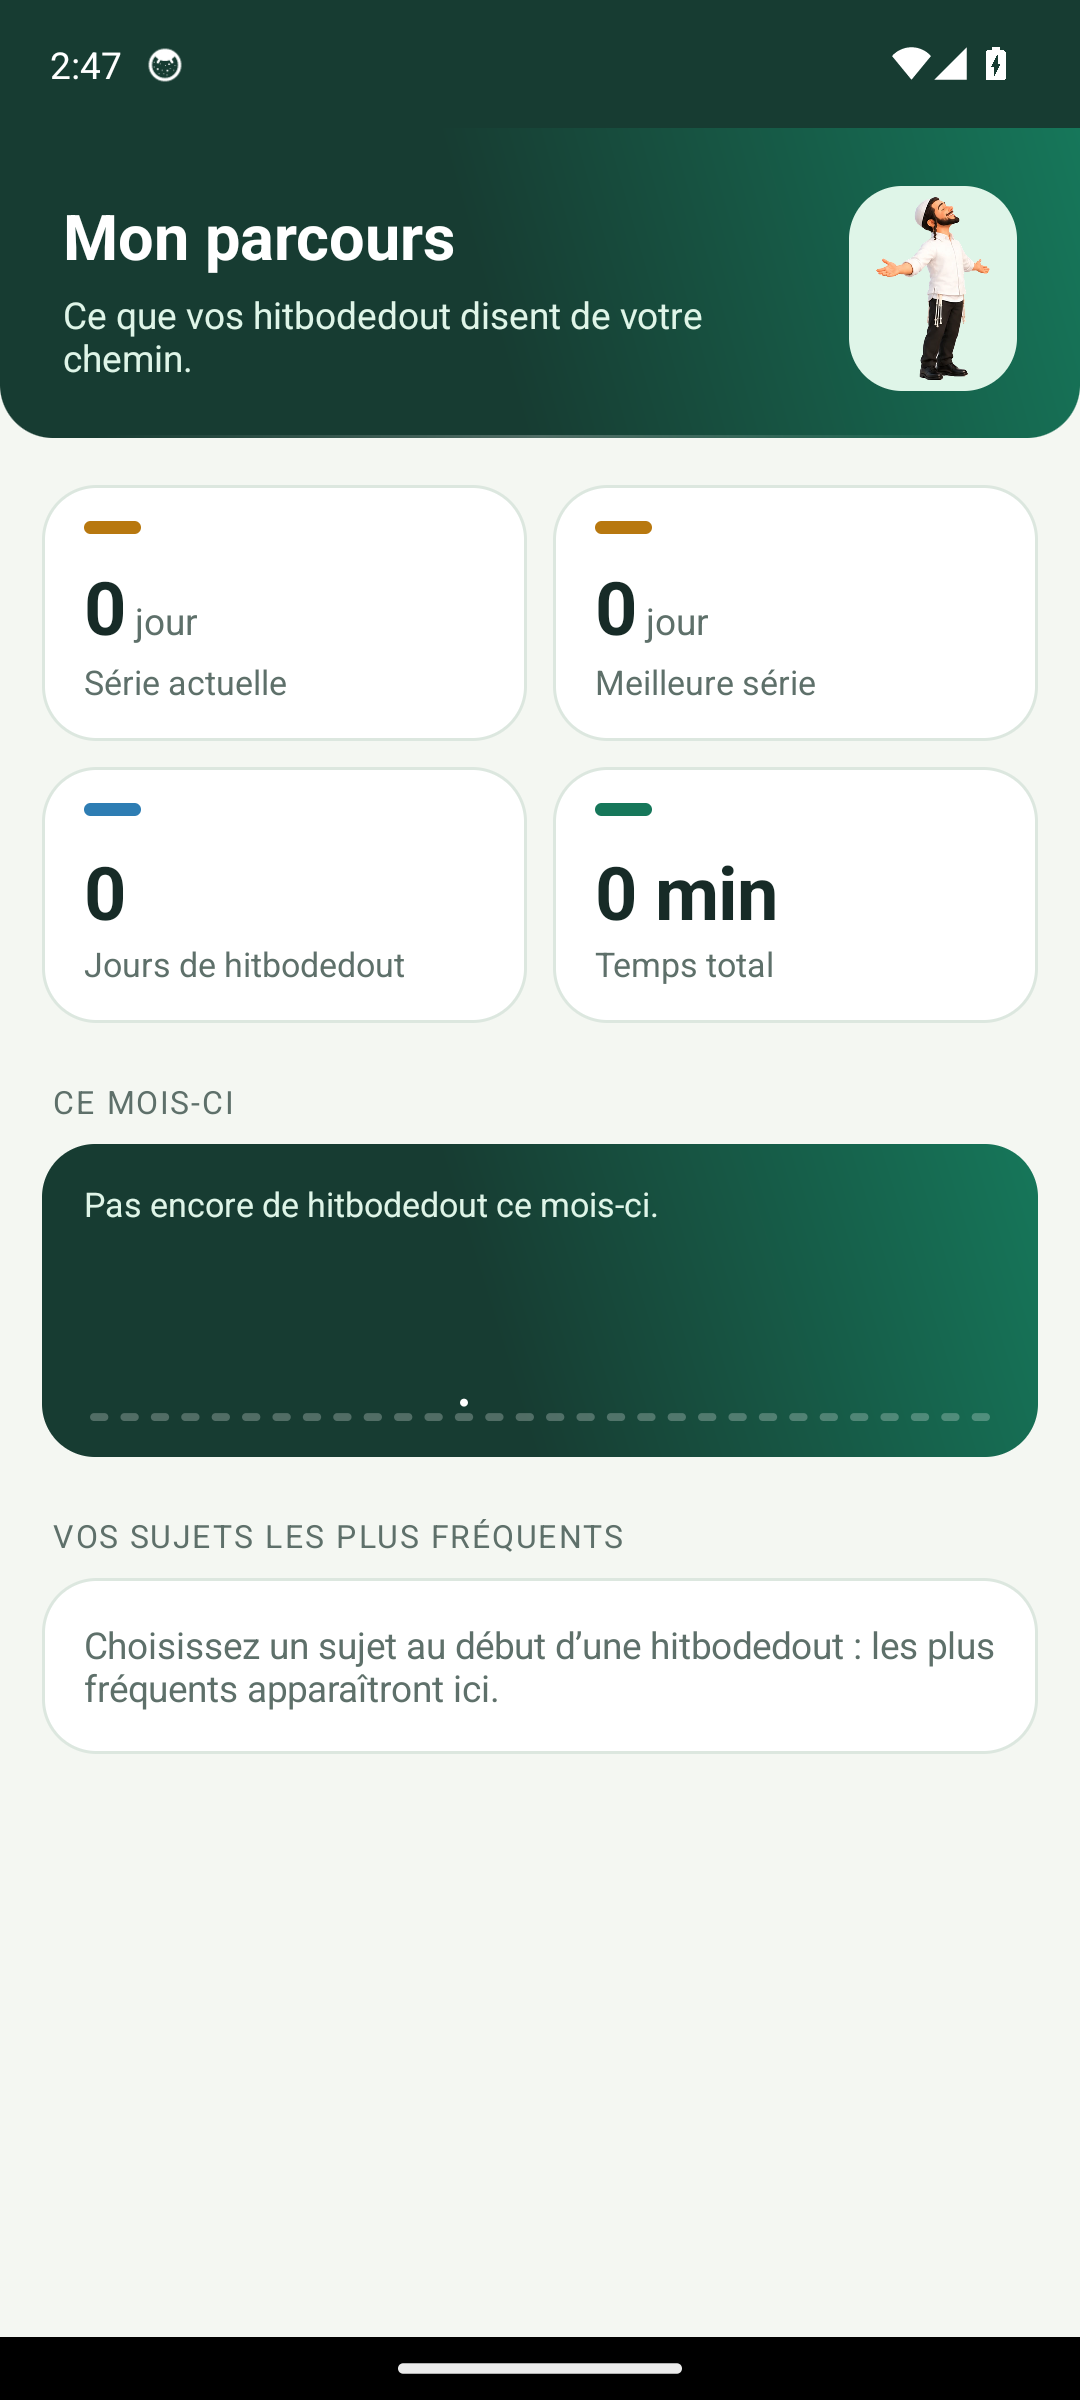 2:47
Mon parcours
Ce que vos hitbodedout disent de votre
chemin.
0 jour
Série actuelle
0 jour
Meilleure série
0
Jours de hitbodedout
0 min
Temps total
CE MOIS-CI
Pas encore de hitbodedout ce mois-ci.
VOS SUJETS LES PLUS FRÉQUENTS
Choisissez un sujet au début d’une hitbodedout : les plus
fréquents apparaîtront ici.